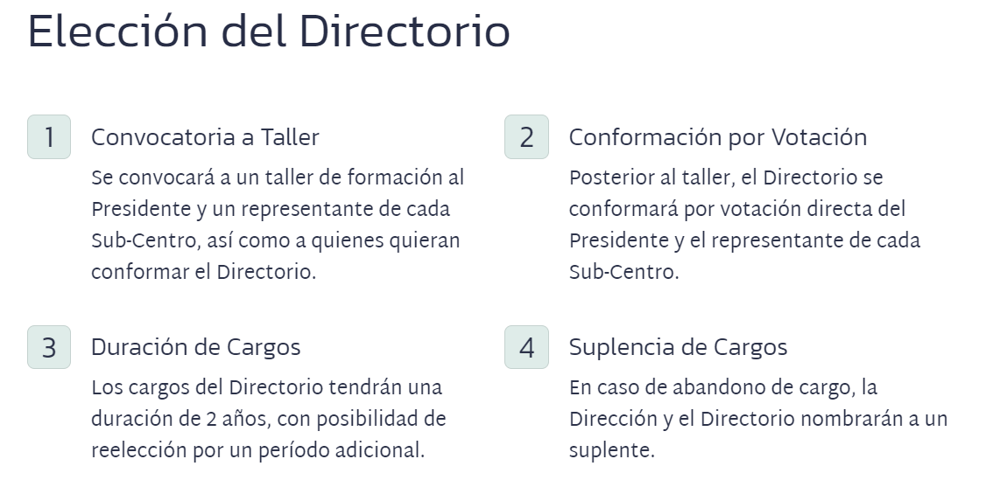 Elección del Directorio
1
Convocatoria a Taller
Se convocará a un taller de formación al
Presidente y un representante de cada
Sub-Centro, así como a quienes quieran
conformar el Directorio.
2
Conformación por Votación
Posterior al taller, el Directorio se
conformará por votación directa del
Presidente y el representante de cada
Sub-Centro.
3
Duración de Cargos
Los cargos del Directorio tendrán una
duración de 2 años, con posibilidad de
reelección por un período adicional.
4
Suplencia de Cargos
En caso de abandono de cargo, la
Dirección y el Directorio nombrarán a un
suplente.